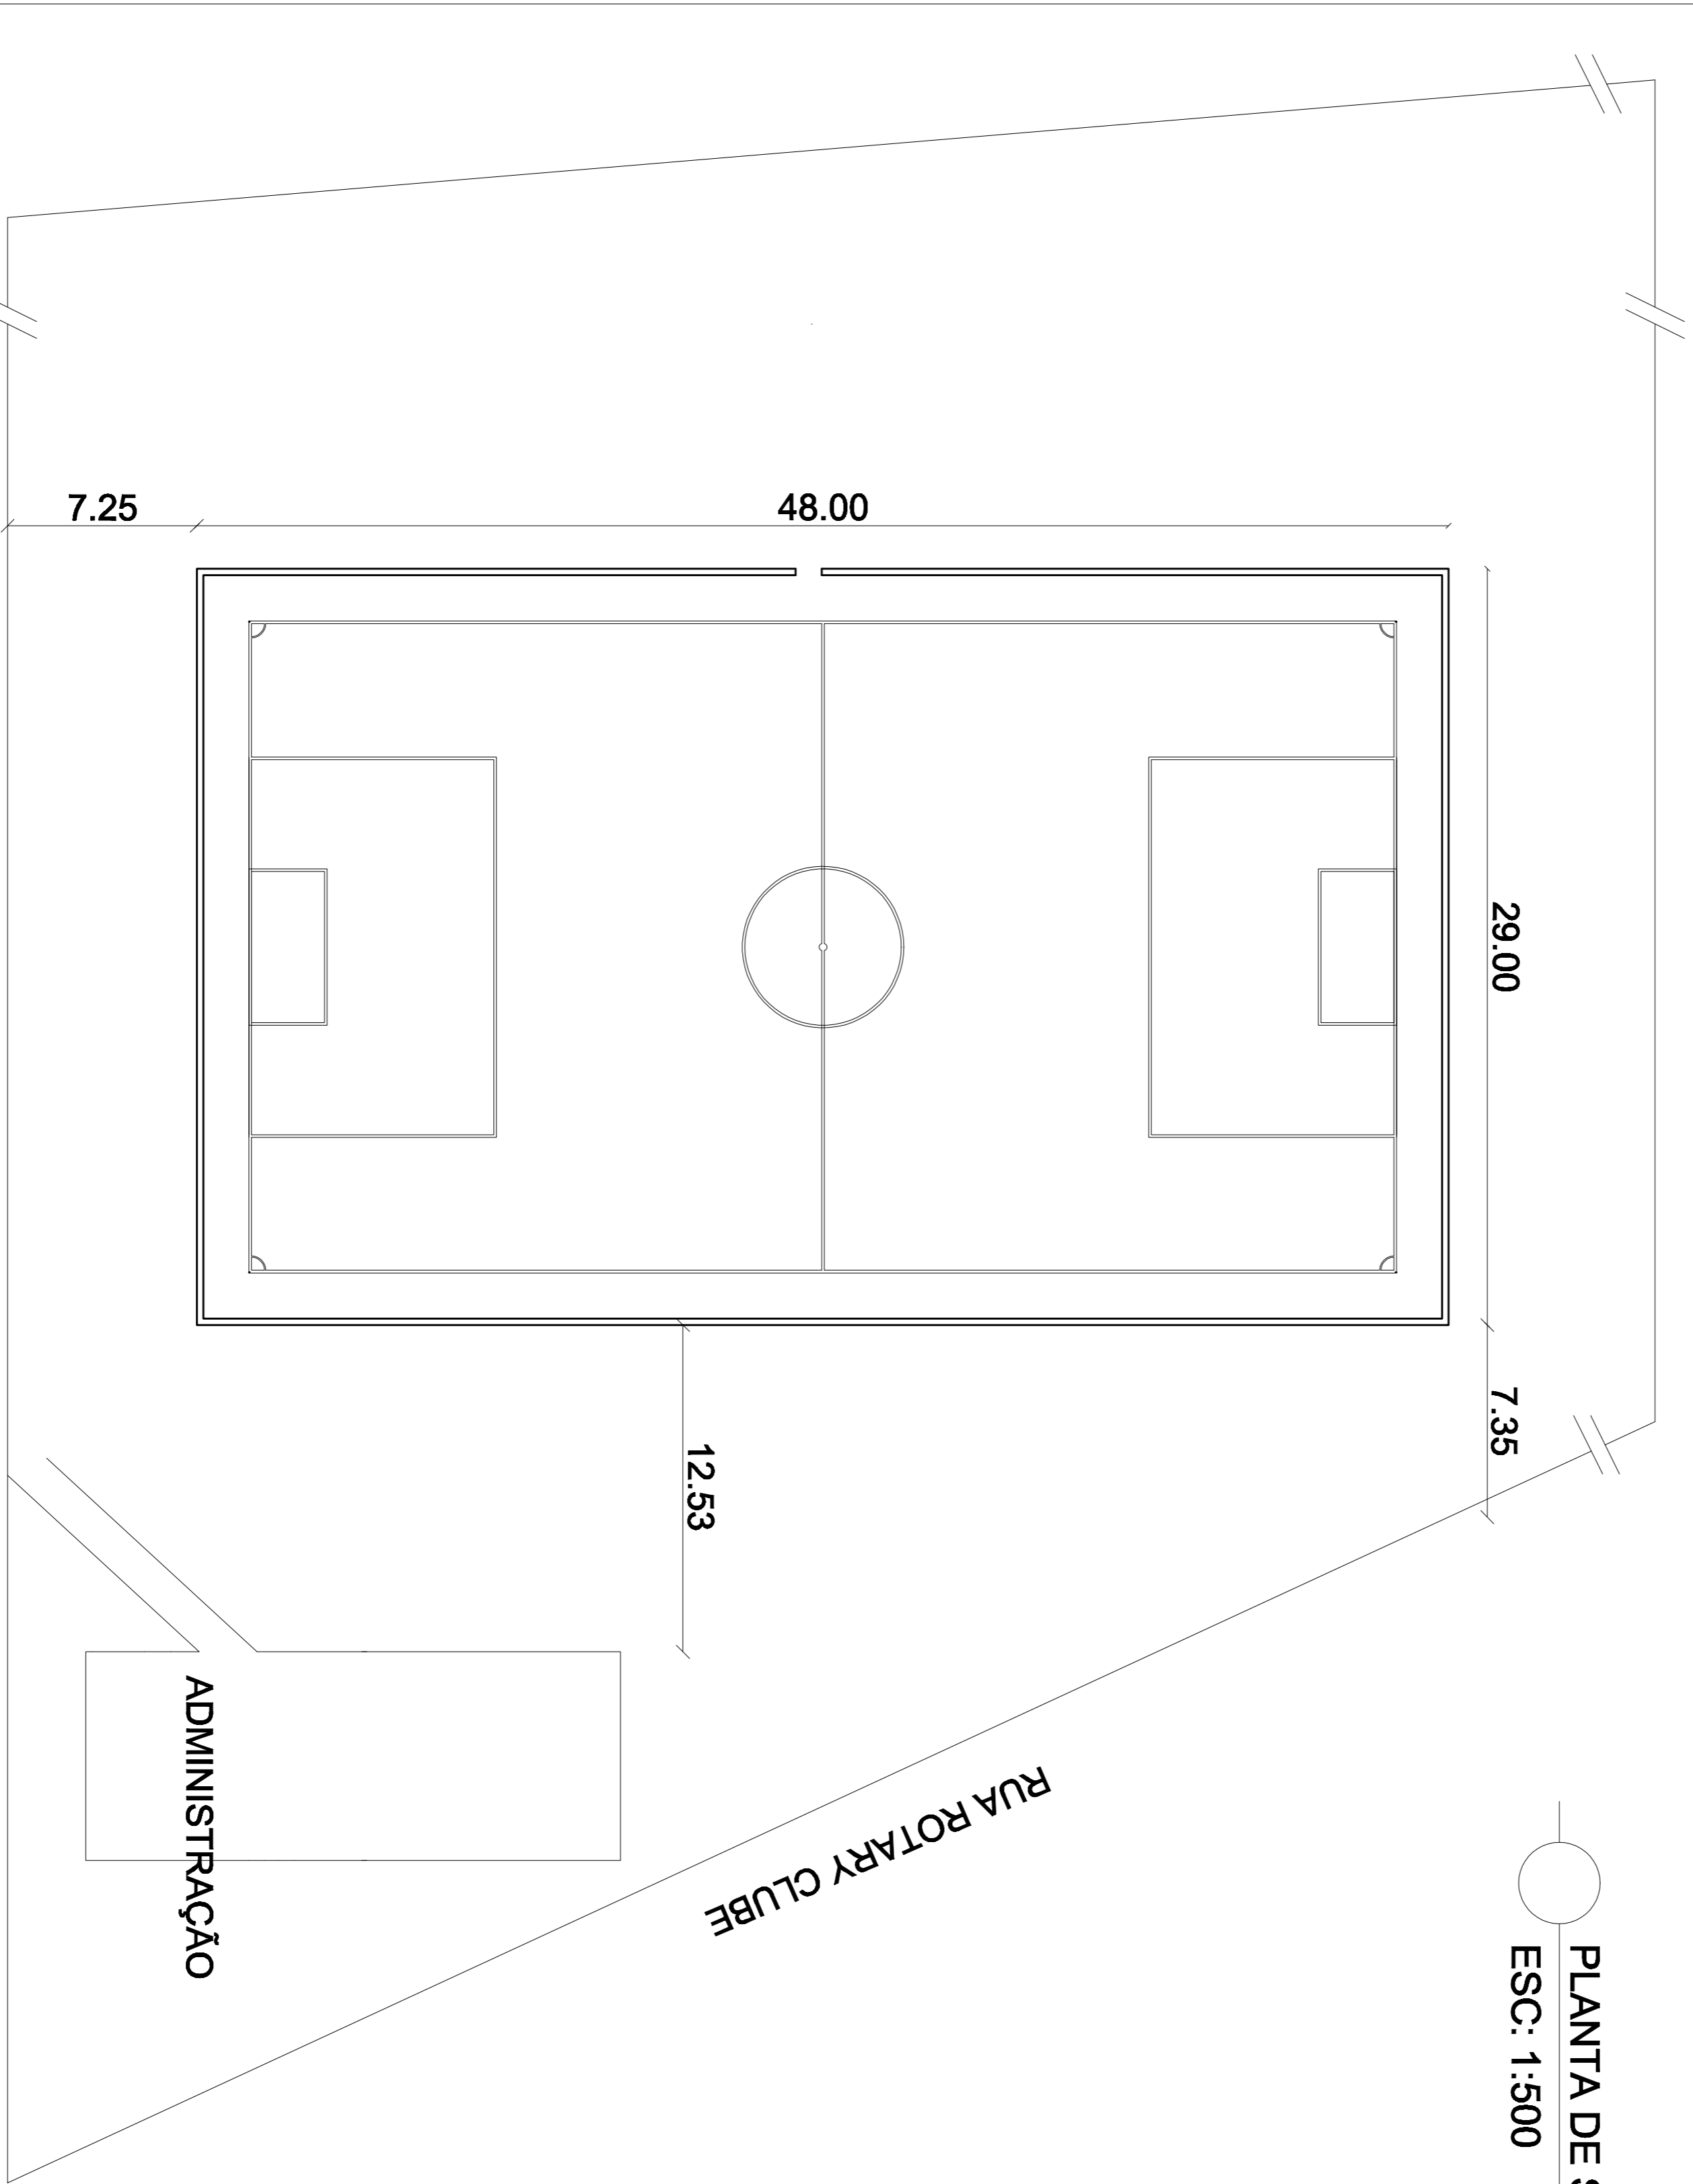 7.25
48.00
29.00
7.35
12.53
ADMINISTRAÇÃO
RUA ROTARY CLUBE
PLANTA DE
ESC: 1:500